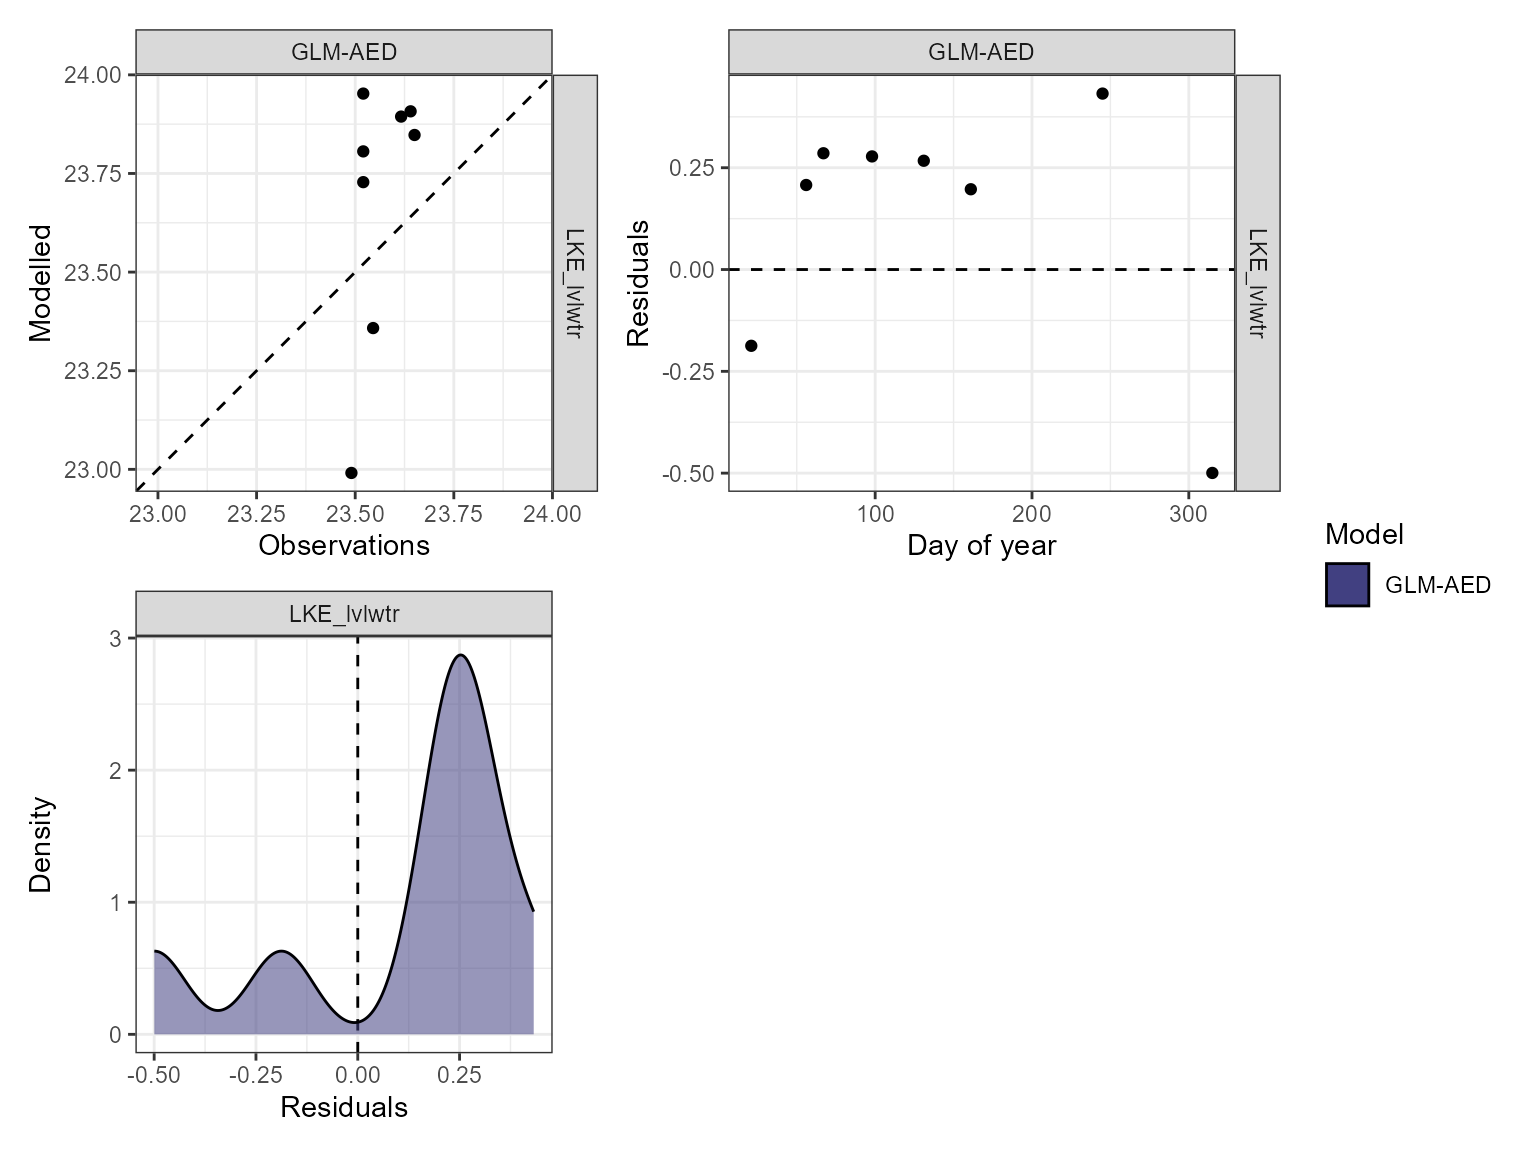 GLM-AED
24.00
23.75
23.50
23.25
23.00
Modelled
LKE_lvlwtr
23.00 23.25 23.50 23.75 24.00
Observations
GLM-AED
0.25
0.00
-0.25
-0.50
Residuals
LKE_lvlwtr
100 200 300
Day of year
Model
GLM-AED
LKE_lvlwtr
3
2
1
0
Density
-0.50 -0.25 0.00 0.25
Residuals